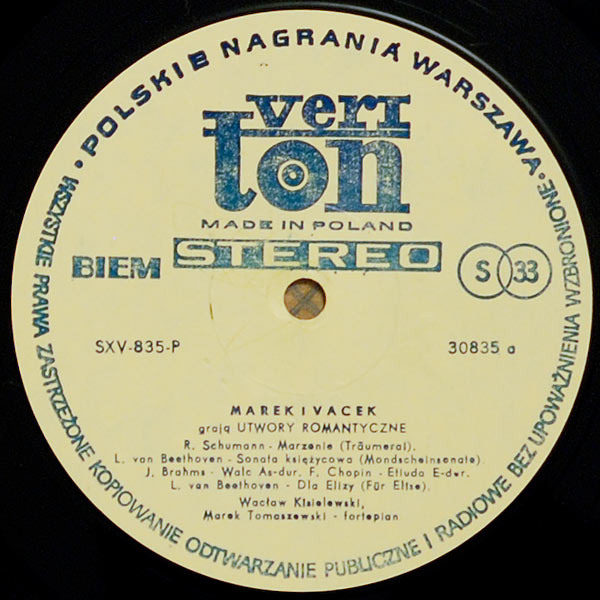 • POLSKIE NAGRANIA WARSZAWA •
veri
ton
MADE IN POLAND
STEREO
BIEM
S 33
SXV-835-P
30835 a
MAREK i VACEK
grają UTWORY ROMANTYCZNE
R. Schumann - Marzenie (Träumerai).
L. van Beethoven - Sonata księżycowa (Mondscheinsonate).
J. Brahms - Walc As-dur, F. Chopin - Etiuda E-dur.
L. van Beethoven - Dla Elizy (Für Elise).
Wacław Kisielewski,
Marek Tomaszewski - fortepian
WSZYSTKIE PRAWA ZASTRZEŻONE KOPIOWANIE ODTWARZANIE PUBLICZNE I RADIOWE BEZ UPOWAŻNIENIA WZBRONIONE